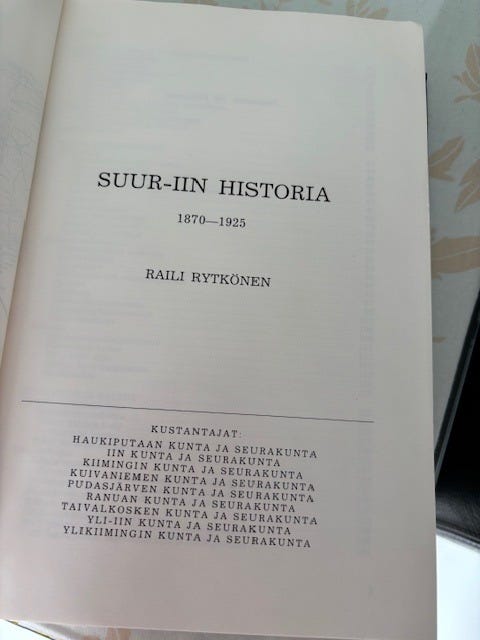 SUUR-IIN HISTORIA
1870—1925
RAILI RYTKÖNEN
KUSTANTAJAT:
HAUKIPUTAAN KUNTA JA SEURAKUNTA
IIN KUNTA JA SEURAKUNTA
KIIMINGIN KUNTA JA SEURAKUNTA
KUIVANIEMEN KUNTA JA SEURAKUNTA
PUDASJÄRVEN KUNTA JA SEURAKUNTA
RANUAN KUNTA JA SEURAKUNTA
TAIVALKOSKEN KUNTA JA SEURAKUNTA
YLI-IIN KUNTA JA SEURAKUNTA
YLIKIIMINGIN KUNTA JA SEURAKUNTA